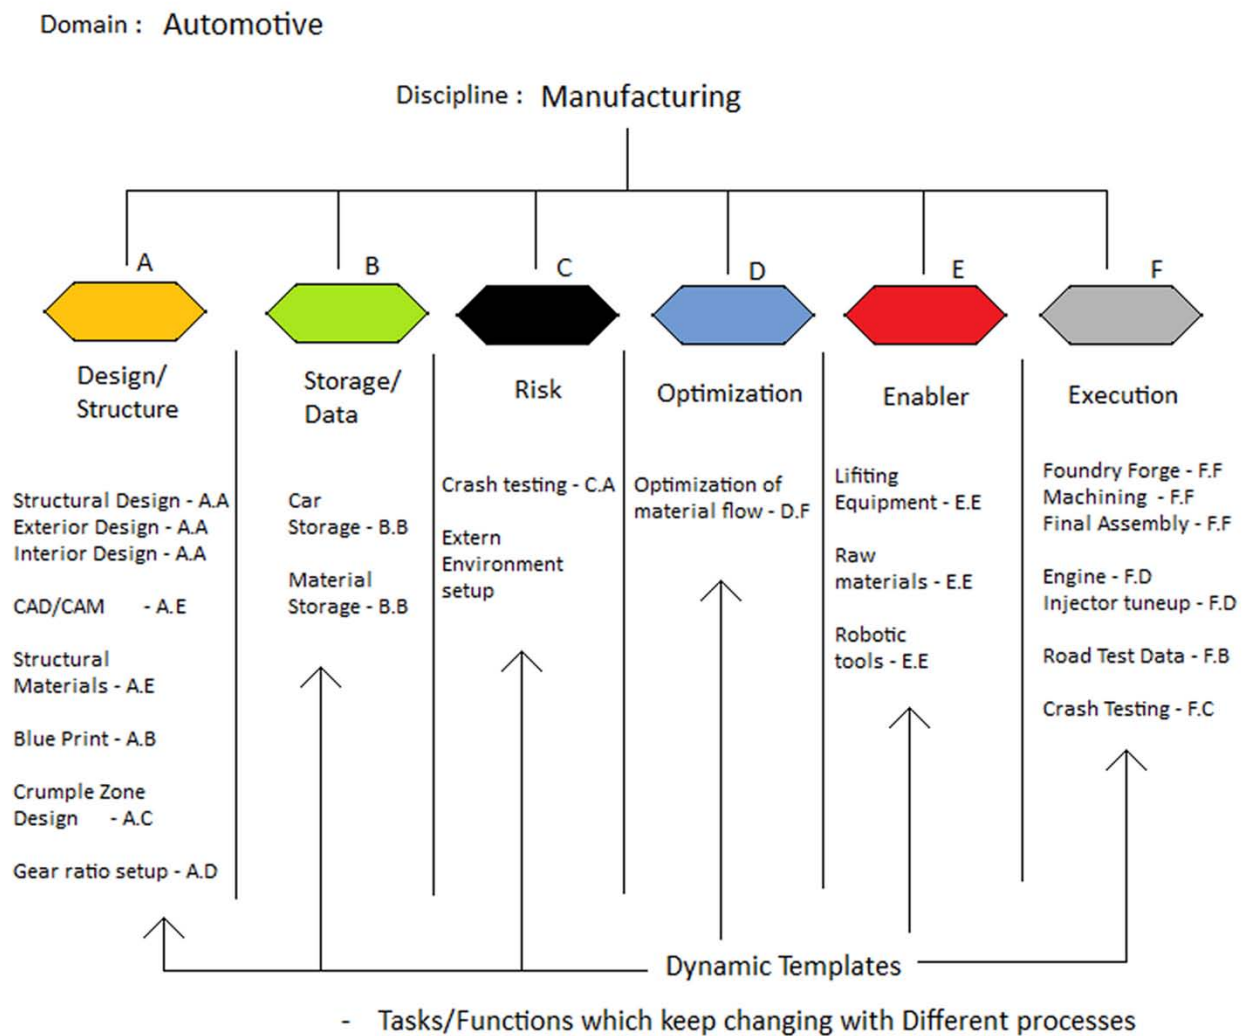 Domain : Automotive
Discipline : Manufacturing
A
B
C
D
E
F
Design/
Structure
Structural Design - A.A
Exterior Design - A.A
Interior Design - A.A
CAD/CAM - A.E
Structural
Materials - A.E
Blue Print - A.B
Crumple Zone
Design - A.C
Gear ratio setup - A.D
Storage/
Data
Car
Storage - B.B
Material
Storage - B.B
Risk
Crash testing - C.A
Extern
Environment
setup
Optimization
Optimization of
material flow - D.F
Enabler
Lifiting
Equipment - E.E
Raw
materials - E.E
Robotic
tools - E.E
Execution
Foundry Forge - F.F
Machining - F.F
Final Assembly - F.F
Engine - F.D
Injector tuneup - F.D
Road Test Data - F.B
Crash Testing - F.C
Dynamic Templates
- Tasks/Functions which keep changing with Different processes